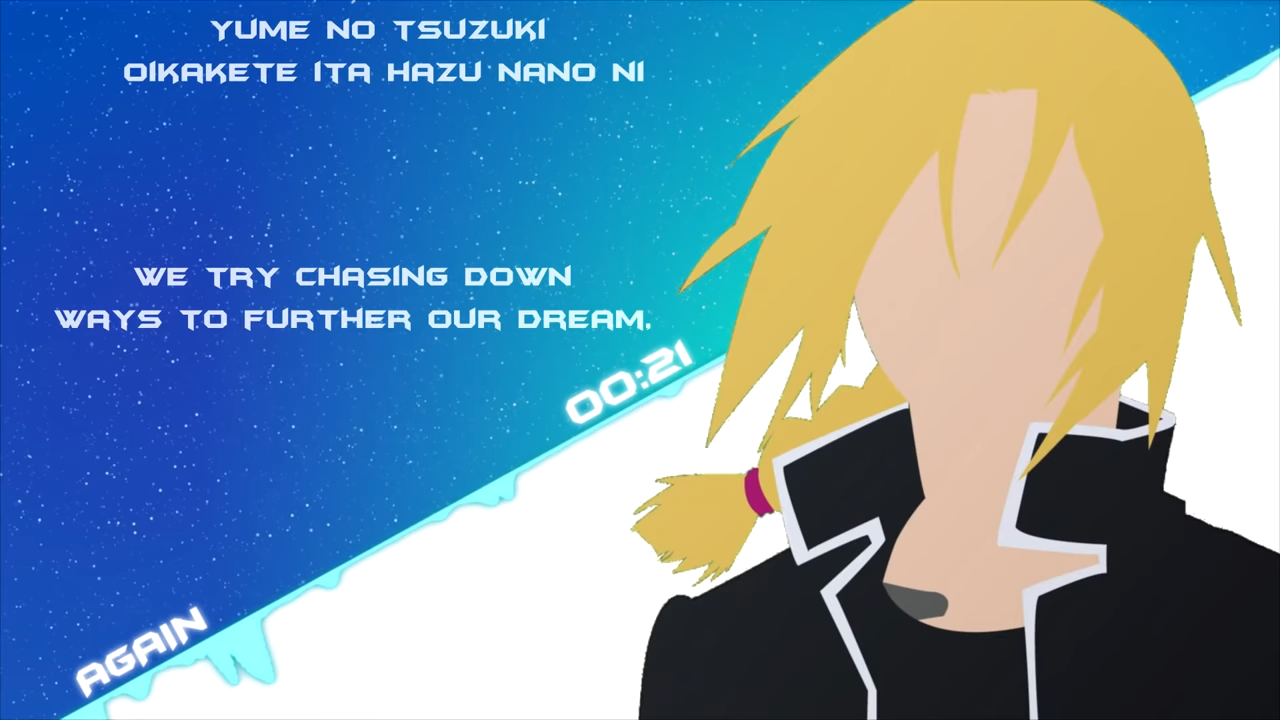 YUME NO TSUZUKI
OIKAKETE ITA HAZU NANO NI
WE TRY CHASING DOWN
WAYS TO FURTHER OUR DREAM,
00:21
AGAIN